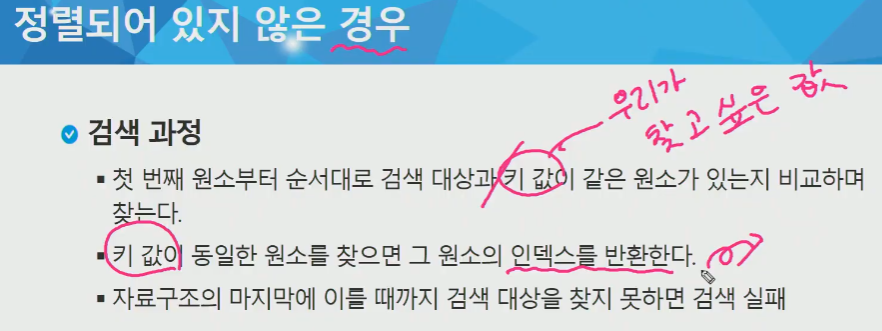 정렬되어 있지 않은 경우
우리가
찾고 싶은 값
검색 과정
첫 번째 원소부터 순서대로 검색 대상과 키 값이 같은 원소가 있는지 비교하며
찾는다.
키 값이 동일한 원소를 찾으면 그 원소의 인덱스를 반환한다.
자료구조의 마지막에 이를 때까지 검색 대상을 찾지 못하면 검색 실패